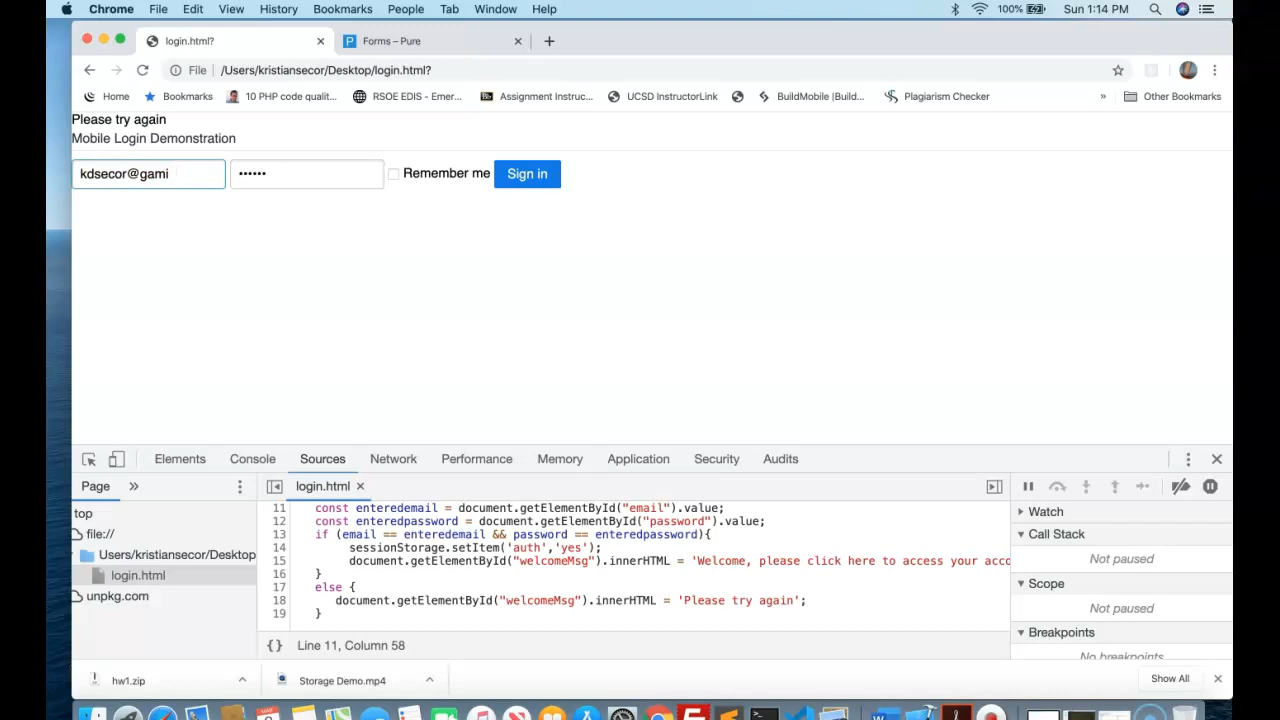 Chrome File Edit View History Bookmarks People Tab Window Help 100% Sun 1:14 PM
login.html? Forms – Pure
File /Users/kristiansecor/Desktop/login.html?
Home Bookmarks 10 PHP code qualit... RSOE EDIS - Emer... Assignment Instruc... UCSD InstructorLink BuildMobile |Build... Plagiarism Checker » Other Bookmarks
Please try again
Mobile Login Demonstration
kdsecor@gami •••••• Remember me Sign in
Elements Console Sources Network Performance Memory Application Security Audits
Page » login.html
top
file://
Users/kristiansecor/Desktop
login.html
unpkg.com
11 const enteredemail = document.getElementById("email").value;
12 const enteredpassword = document.getElementById("password").value;
13 if (email == enteredemail && password == enteredpassword){
14 sessionStorage.setItem('auth','yes');
15 document.getElementById("welcomeMsg").innerHTML = 'Welcome, please click here to access your acco
16 }
17 else {
18 document.getElementById("welcomeMsg").innerHTML = 'Please try again';
19 }
{} Line 11, Column 58
Watch
Call Stack
Not paused
Scope
Not paused
Breakpoints
No breakpoints
hw1.zip Storage Demo.mp4 Show All